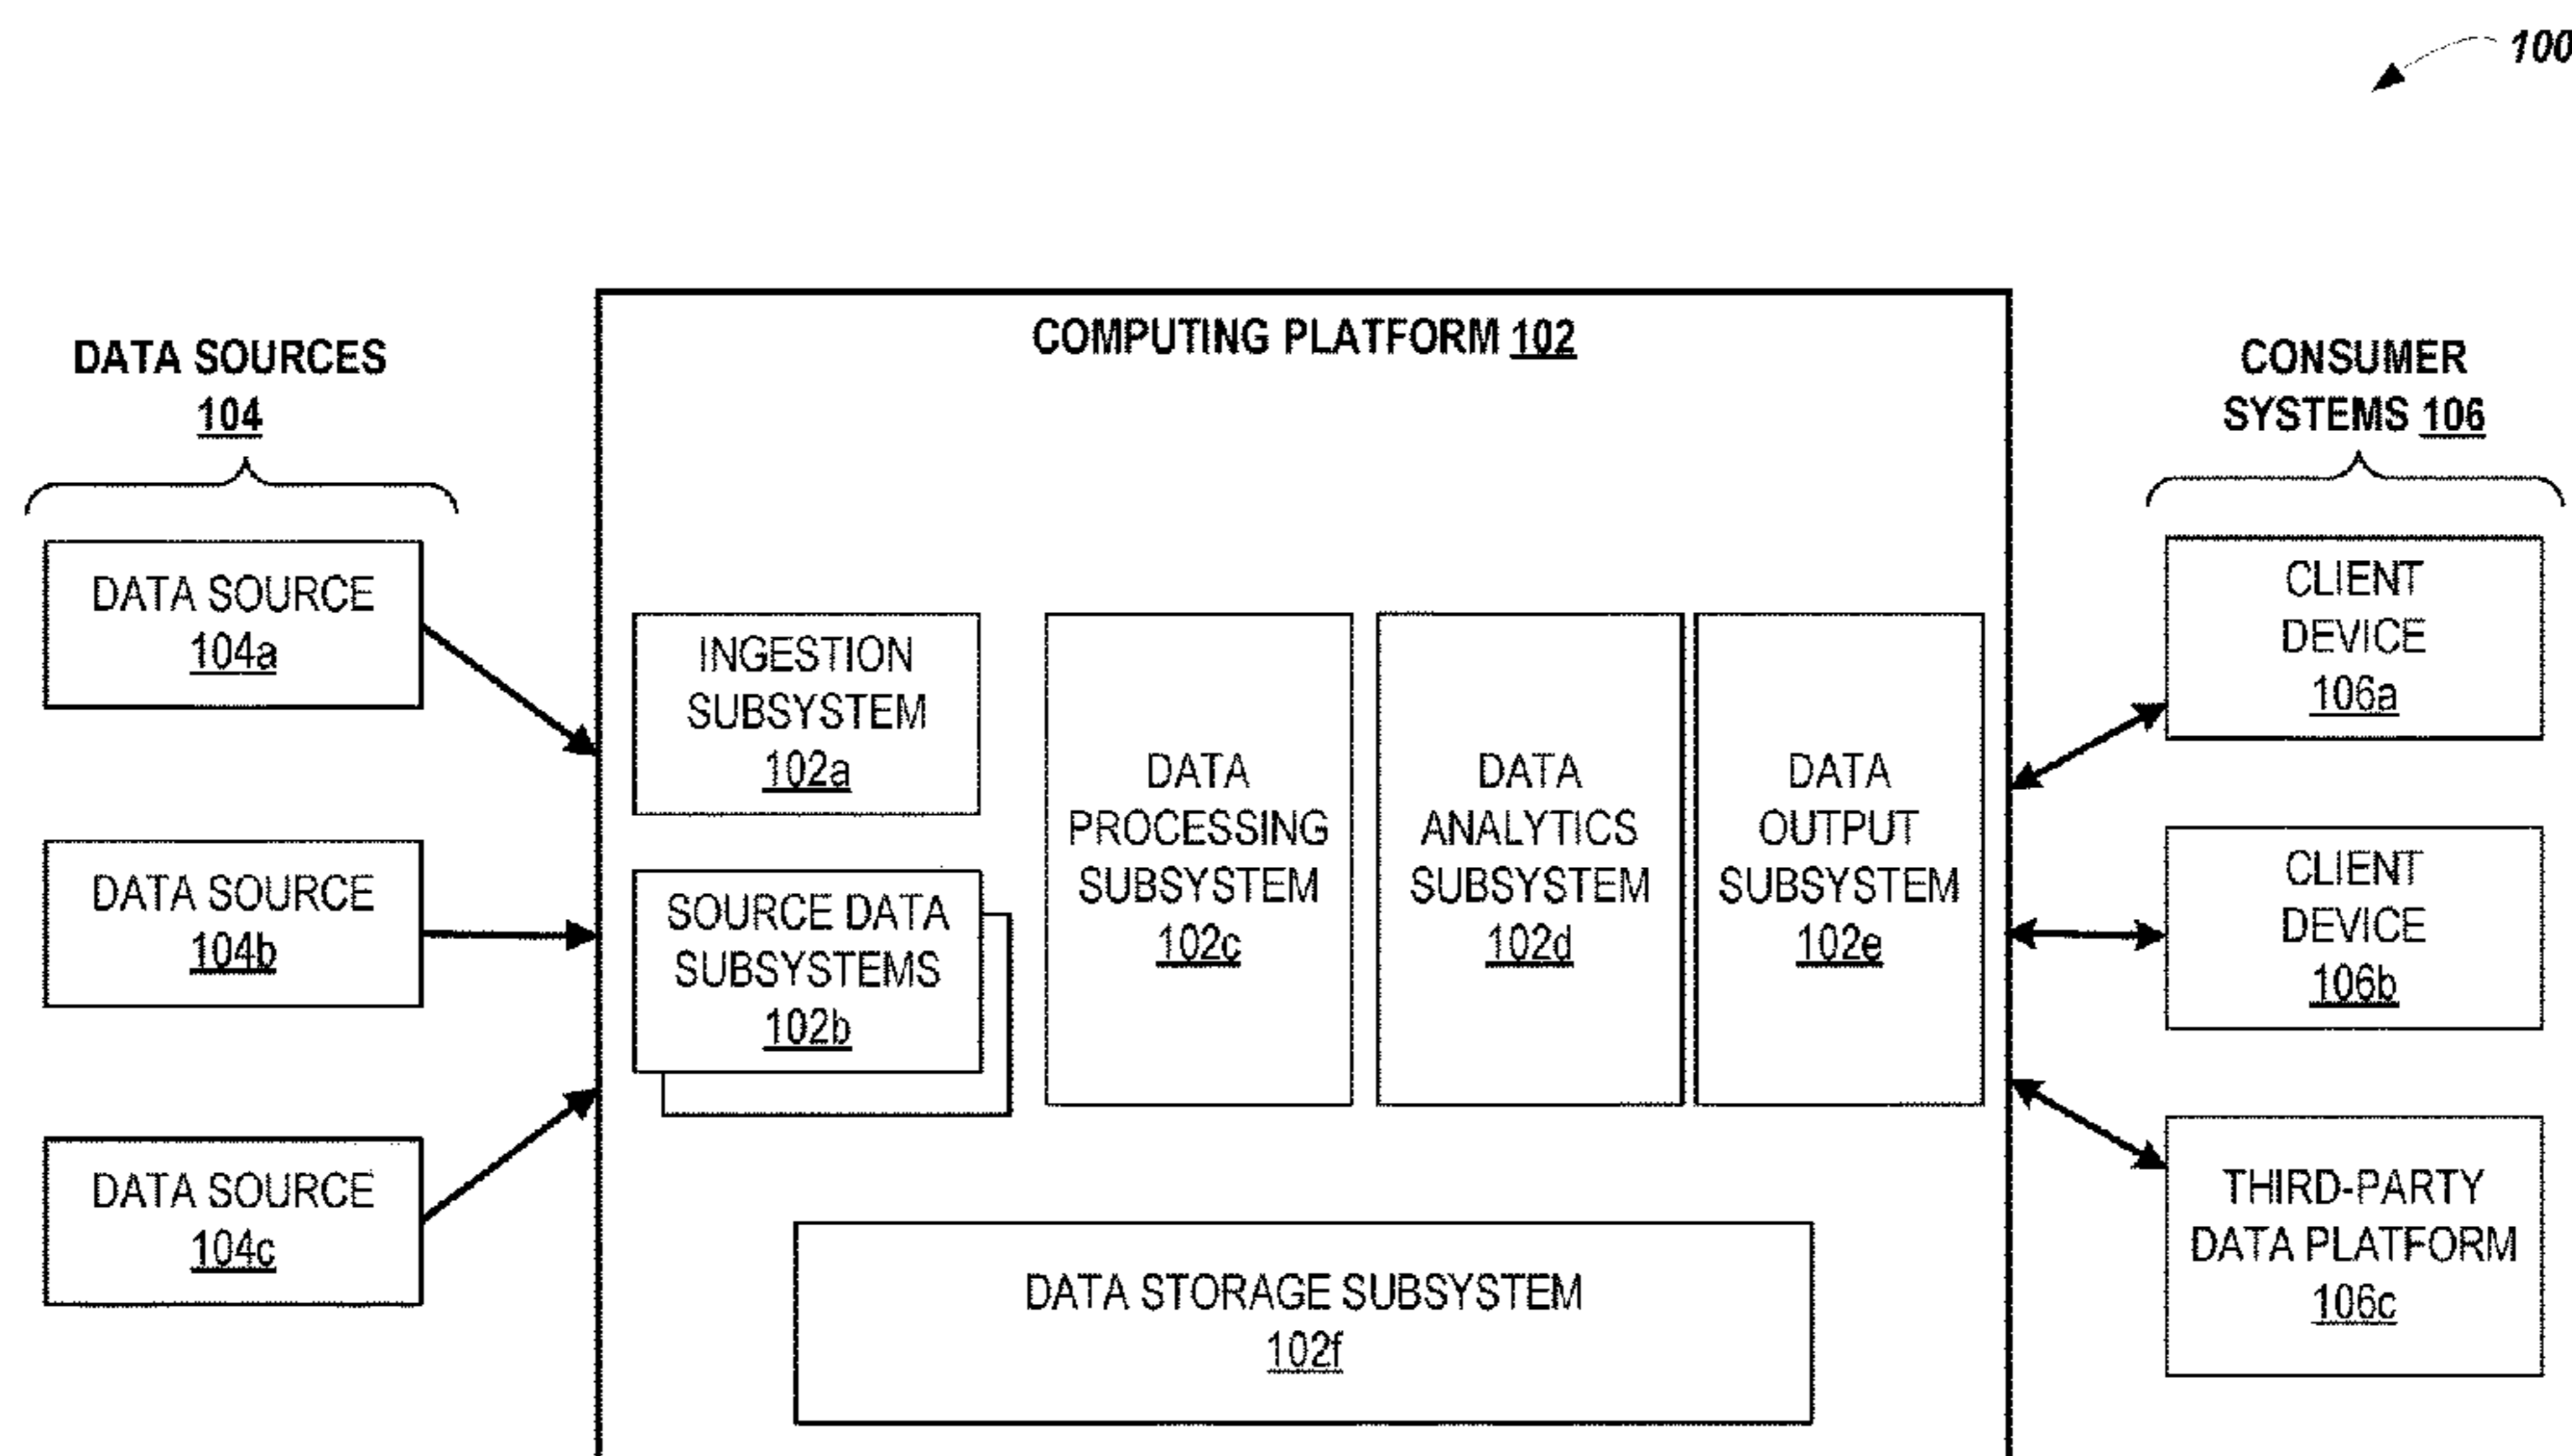 100
DATA SOURCES
104
DATA SOURCE
104a
DATA SOURCE
104b
DATA SOURCE
104c
COMPUTING PLATFORM 102
INGESTION
SUBSYSTEM
102a
SOURCE DATA
SUBSYSTEMS
102b
DATA
PROCESSING
SUBSYSTEM
102c
DATA
ANALYTICS
SUBSYSTEM
102d
DATA
OUTPUT
SUBSYSTEM
102e
DATA STORAGE SUBSYSTEM
102f
CONSUMER
SYSTEMS 106
CLIENT
DEVICE
106a
CLIENT
DEVICE
106b
THIRD-PARTY
DATA PLATFORM
106c